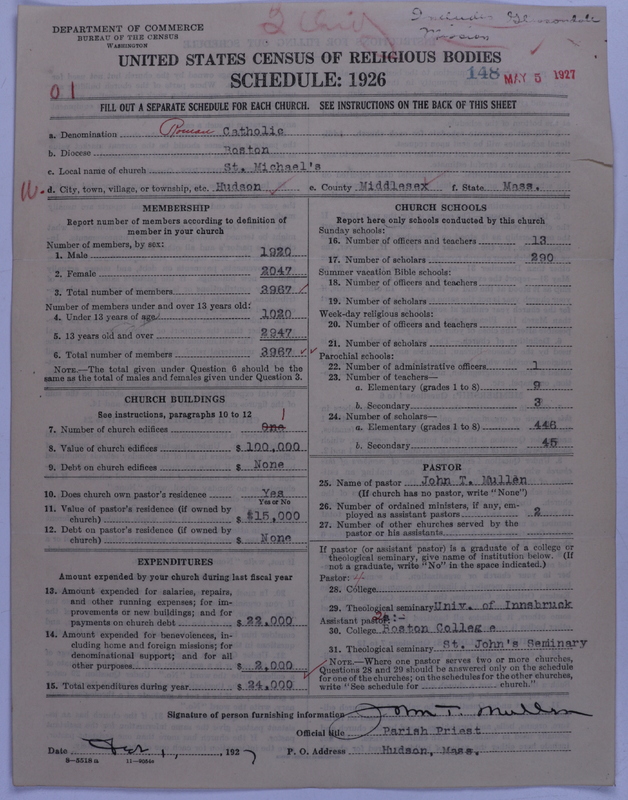 DEPARTMENT OF COMMERCE
BUREAU OF THE CENSUS
WASHINGTON
Includes
UNITED STATES CENSUS OF RELIGIOUS BODIES
SCHEDULE: 1926
148 MAY 5 1927
01
FILL OUT A SEPARATE SCHEDULE FOR EACH CHURCH. SEE INSTRUCTIONS ON THE BACK OF THIS SHEET
a. Denomination Roman Catholic
b. Diocese Boston
c. Local name of church St. Michael's
W. d. City, town, village, or township, etc. Hudson e. County Middlesex f. State Mass.
MEMBERSHIP
Report number of members according to definition of
member in your church
Number of members, by sex:
1. Male 1920
2. Female 2047
3. Total number of members 3967
Number of members under and over 13 years old:
4. Under 13 years of age 1020
5. 13 years old and over 2947
6. Total number of members 3967
NOTE.—The total given under Question 6 should be the
same as the total of males and females given under Question 3.
CHURCH BUILDINGS
See instructions, paragraphs 10 to 12
7. Number of church edifices One 1
8. Value of church edifices $ 100,000
9. Debt on church edifices $ None
10. Does church own pastor's residence Yes
Yes or No
11. Value of pastor's residence (if owned by
church) $ $15,000
12. Debt on pastor's residence (if owned by
church) $ None
EXPENDITURES
Amount expended by your church during last fiscal year
13. Amount expended for salaries, repairs,
and other running expenses; for im-
provements or new buildings; and for
payments on church debt $ 22,000
14. Amount expended for benevolences, in-
cluding home and foreign missions; for
denominational support; and for all
other purposes $ 2,000
15. Total expenditures during year $ 24,000
CHURCH SCHOOLS
Report here only schools conducted by this church
Sunday schools:
16. Number of officers and teachers 13
17. Number of scholars 290
Summer vacation Bible schools:
18. Number of officers and teachers
19. Number of scholars
Week-day religious schools:
20. Number of officers and teachers
21. Number of scholars
Parochial schools:
22. Number of administrative officers 1
23. Number of teachers—
a. Elementary (grades 1 to 8) 9
b. Secondary 3
24. Number of scholars—
a. Elementary (grades 1 to 8) 446
b. Secondary 45
PASTOR
25. Name of pastor John T. Mullen
(If church has no pastor, write "None")
26. Number of ordained ministers, if any, em-
ployed as assistant pastors 2
27. Number of other churches served by the
pastor or his assistants
If pastor (or assistant pastor) is a graduate of a college or
theological seminary, give name of institution below. (If
not a graduate, write "No" in the space indicated.)
Pastor:
28. College
29. Theological seminary Univ. of Innsbruck
Assistant pastor:
30. College Boston College
31. Theological seminary St. John's Seminary
NOTE.—Where one pastor serves two or more churches,
Questions 28 and 29 should be answered only on the schedule
for one of the churches; on the schedules for the other churches,
write "See schedule for church."
Signature of person furnishing information John T. Mullen
Official title Parish Priest
Date 1, 1927 P. O. Address Hudson, Mass.
8-5518 a